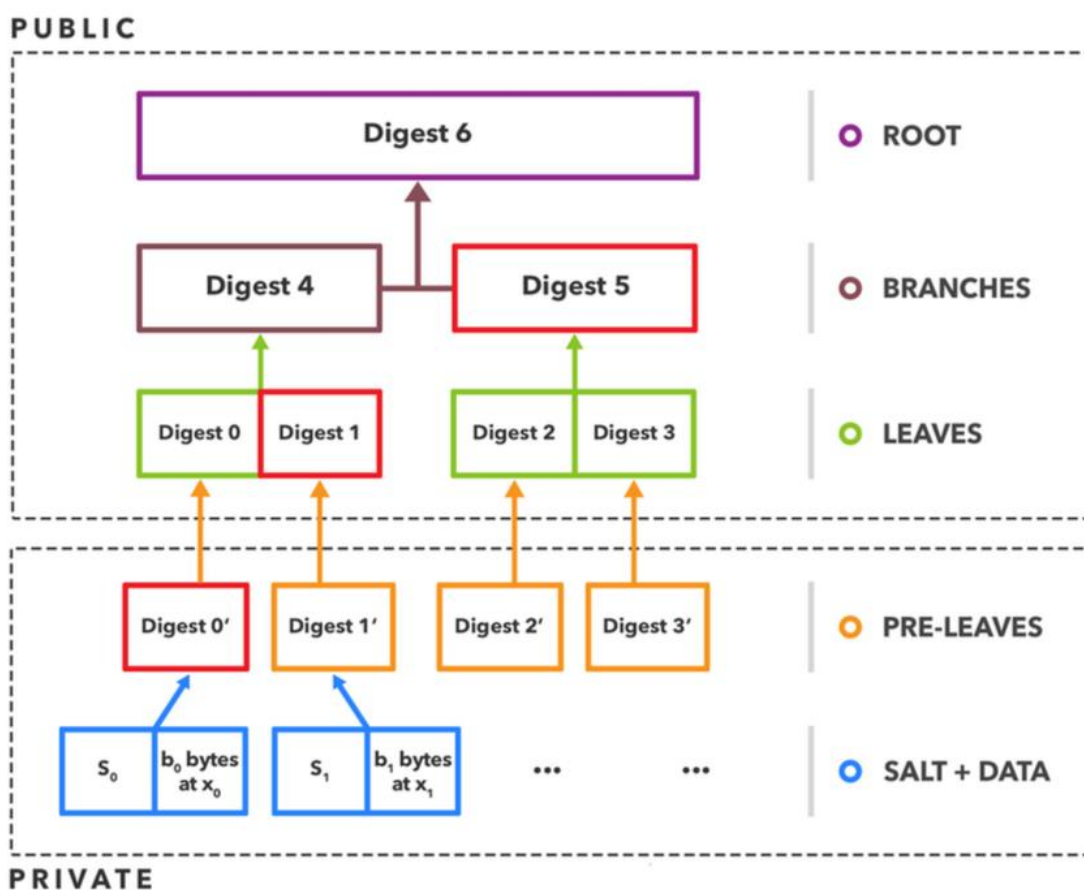 PUBLIC
Digest 6
ROOT
Digest 4
Digest 5
BRANCHES
Digest 0
Digest 1
Digest 2
Digest 3
LEAVES
Digest 0′
Digest 1′
Digest 2′
Digest 3′
PRE-LEAVES
S₀
b₀ bytes
at x₀
S₁
b₁ bytes
at x₁
...
...
SALT + DATA
PRIVATE